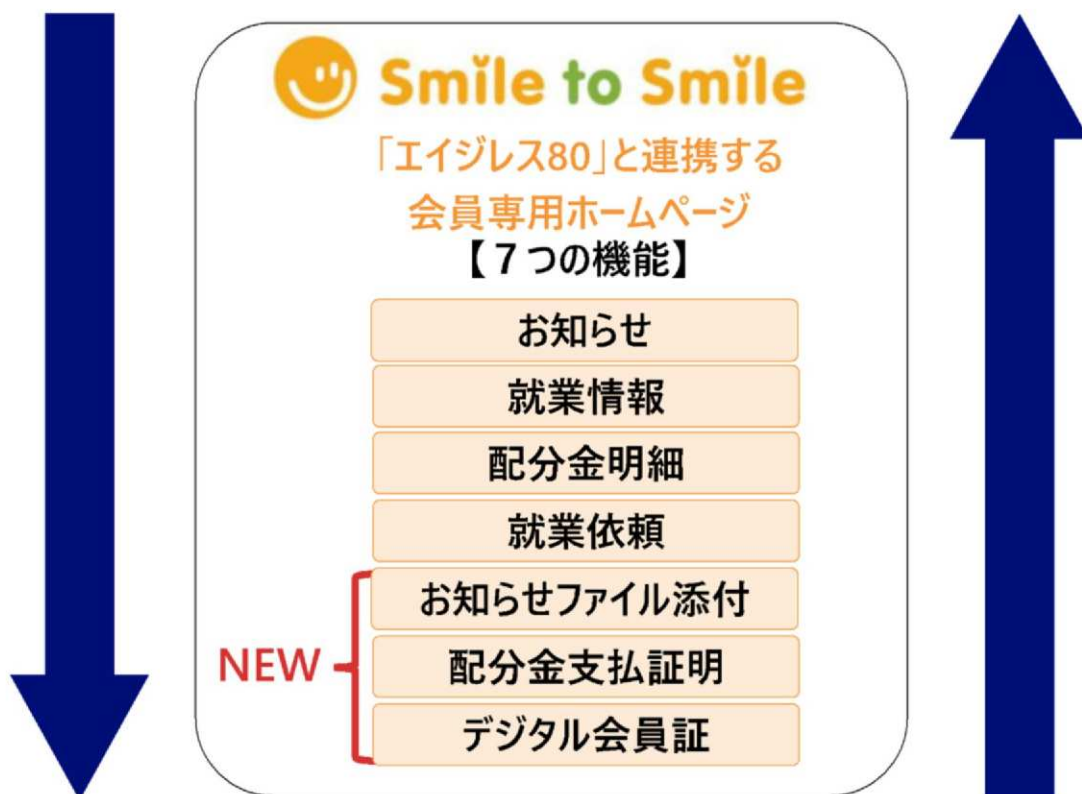 Smile to Smile
「エイジレス80」と連携する
会員専用ホームページ
【７つの機能】
お知らせ
就業情報
配分金明細
就業依頼
お知らせファイル添付
NEW
配分金支払証明
デジタル会員証